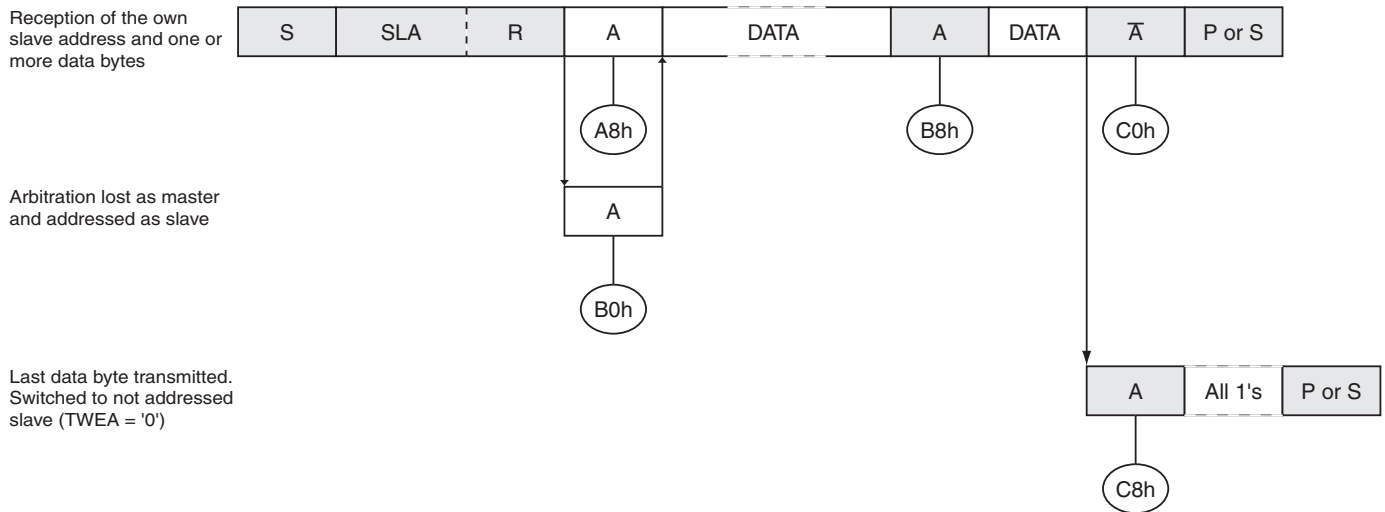 Reception of the own
slave address and one or
more data bytes
S SLA R A DATA A DATA A̅ P or S
A8h B8h C0h
Arbitration lost as master
and addressed as slave
A
B0h
Last data byte transmitted.
Switched to not addressed
slave (TWEA = '0')
A All 1's P or S
C8h